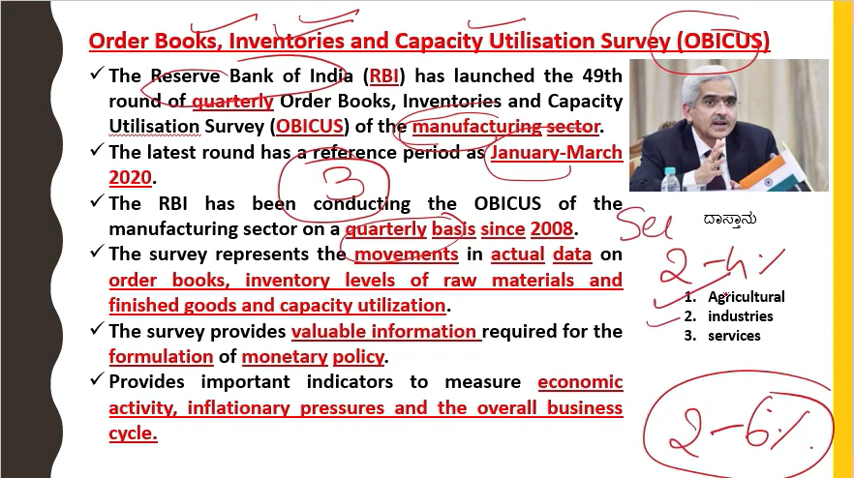 Order Books, Inventories and Capacity Utilisation Survey (OBICUS)
✓ The Reserve Bank of India (RBI) has launched the 49th
round of quarterly Order Books, Inventories and Capacity
Utilisation Survey (OBICUS) of the manufacturing sector.
✓ The latest round has a reference period as January-March
2020.
3
✓ The RBI has been conducting the OBICUS of the
manufacturing sector on a quarterly basis since 2008.
✓ The survey represents the movements in actual data on
order books, inventory levels of raw materials and
finished goods and capacity utilization.
✓ The survey provides valuable information required for the
formulation of monetary policy.
✓ Provides important indicators to measure economic
activity, inflationary pressures and the overall business
cycle.
ದಾಸ್ತಾನು
2-4%
1. Agricultural
2. industries
3. services
2-6%